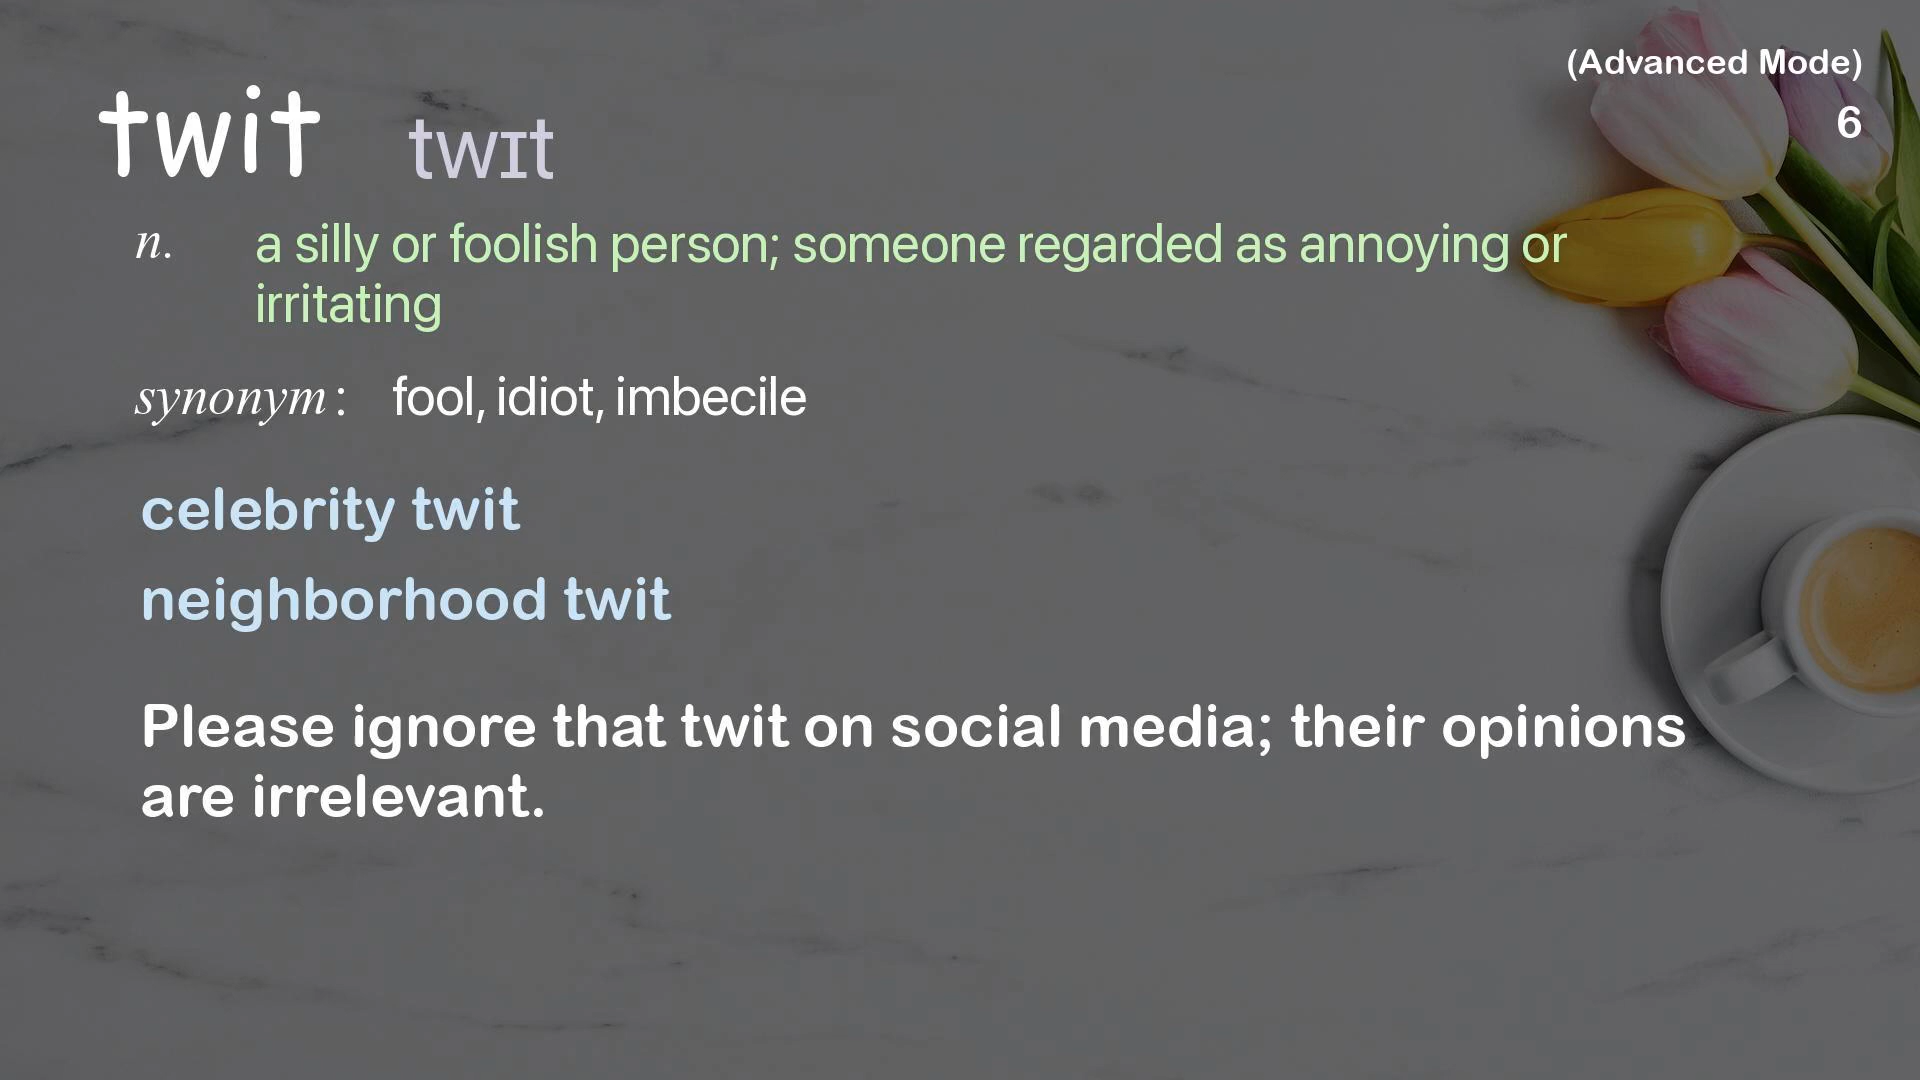 (Advanced Mode)
6
twit twɪt
n. a silly or foolish person; someone regarded as annoying or
irritating
synonym: fool, idiot, imbecile
celebrity twit
neighborhood twit
Please ignore that twit on social media; their opinions
are irrelevant.